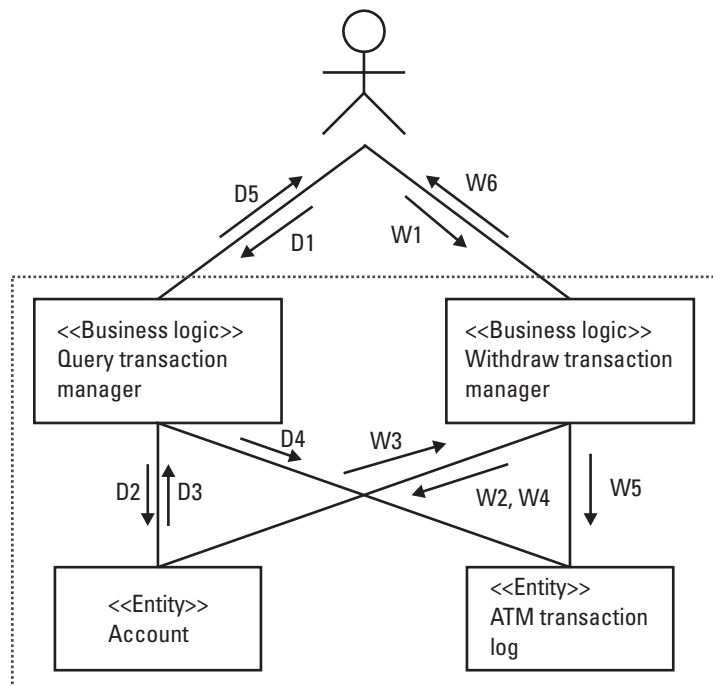 D5
W6
D1
W1
<<Business logic>>
Query transaction
manager
<<Business logic>>
Withdraw transaction
manager
D4
W3
D2
D3
W2, W4
W5
<<Entity>>
Account
<<Entity>>
ATM transaction
log